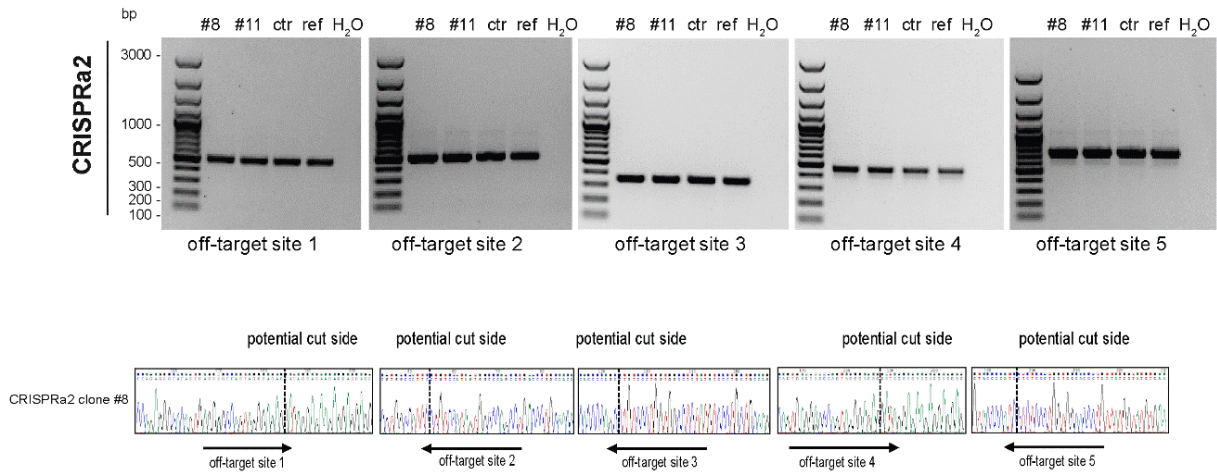 bp
#8 #11 ctr ref H₂O
#8 #11 ctr ref H₂O
#8 #11 ctr ref H₂O
#8 #11 ctr ref H₂O
#8 #11 ctr ref H₂O
CRISPRa2
3000 -
1000 -
500 -
300 -
200 -
100 -
off-target site 1
off-target site 2
off-target site 3
off-target site 4
off-target site 5
potential cut side
potential cut side
potential cut side
potential cut side
potential cut side
CRISPRa2 clone #8
off-target site 1
off-target site 2
off-target site 3
off-target site 4
off-target site 5